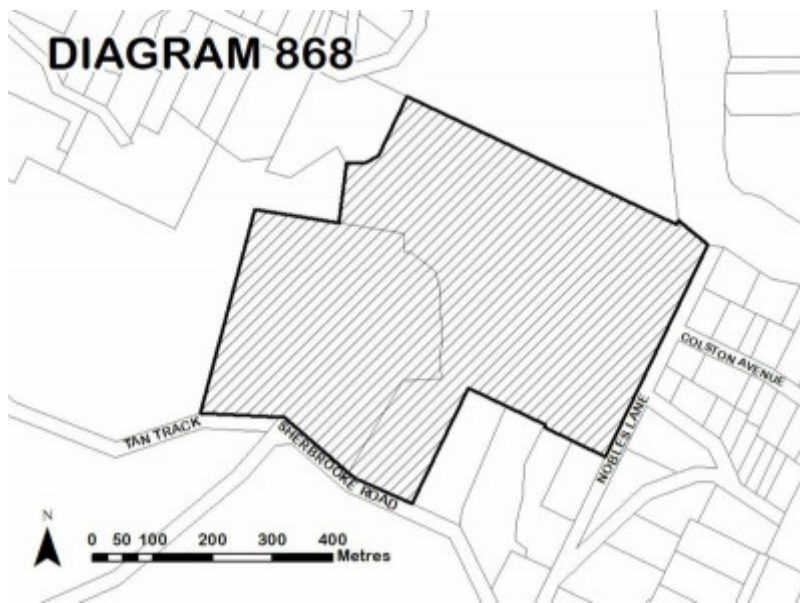 DIAGRAM 868
COLSTON AVENUE
NOBLES LANE
TAN TRACK
SHERBROOKE ROAD
N
0 50 100 200 300 400
Metres